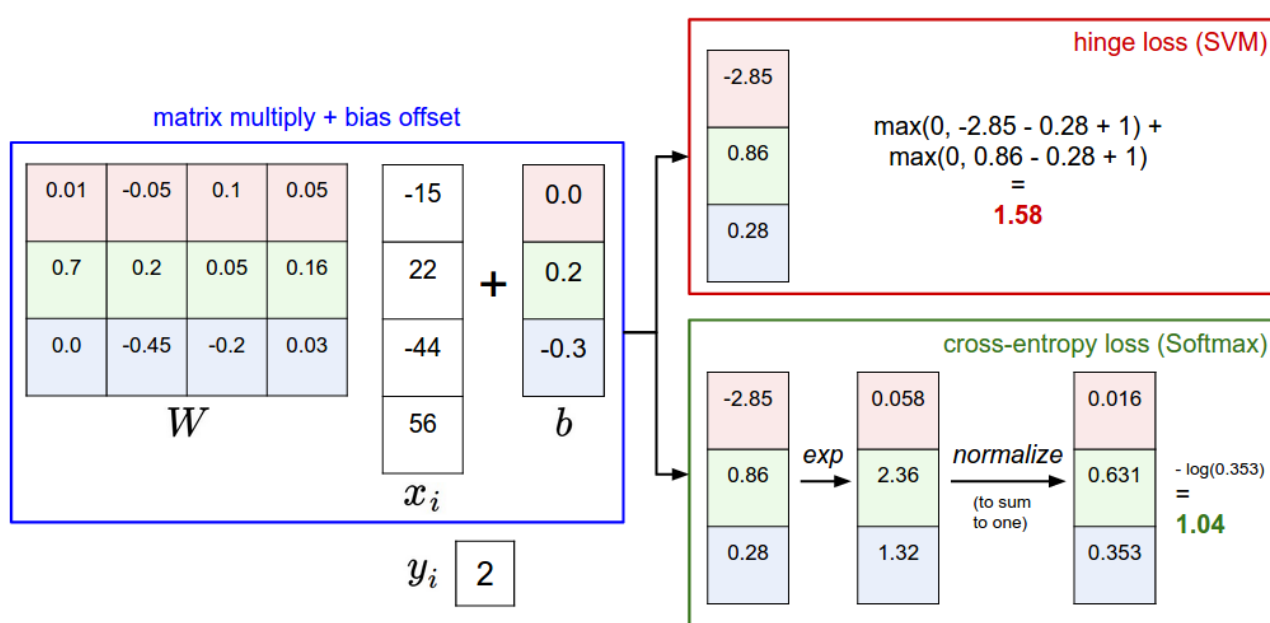 matrix multiply + bias offset
0.01 -0.05 0.1 0.05
0.7 0.2 0.05 0.16
0.0 -0.45 -0.2 0.03
W
-15
22
-44
56
x_i
+
0.0
0.2
-0.3
b
y_i 2
hinge loss (SVM)
-2.85
0.86
0.28
max(0, -2.85 - 0.28 + 1) +
max(0, 0.86 - 0.28 + 1)
=
1.58
cross-entropy loss (Softmax)
-2.85
0.86
0.28
exp
0.058
2.36
1.32
normalize
(to sum
to one)
0.016
0.631
0.353
- log(0.353)
=
1.04